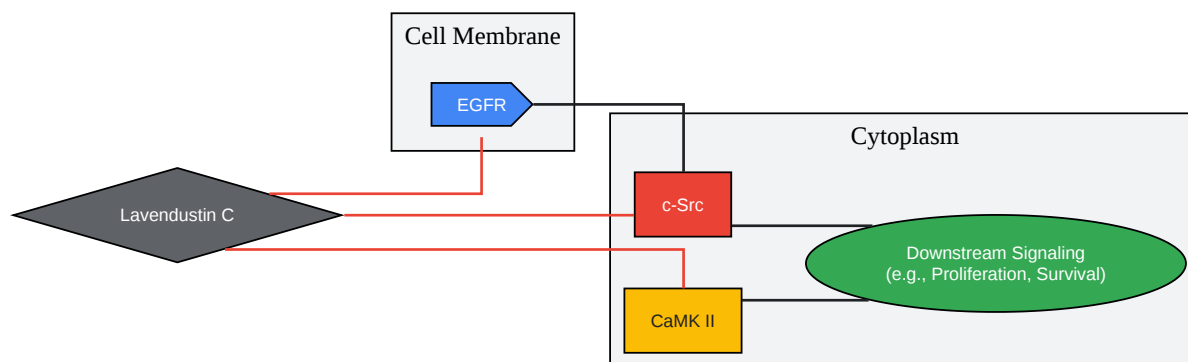 Cell Membrane
EGFR
Cytoplasm
Lavendustin C
c-Src
Downstream Signaling
(e.g., Proliferation, Survival)
CaMK II